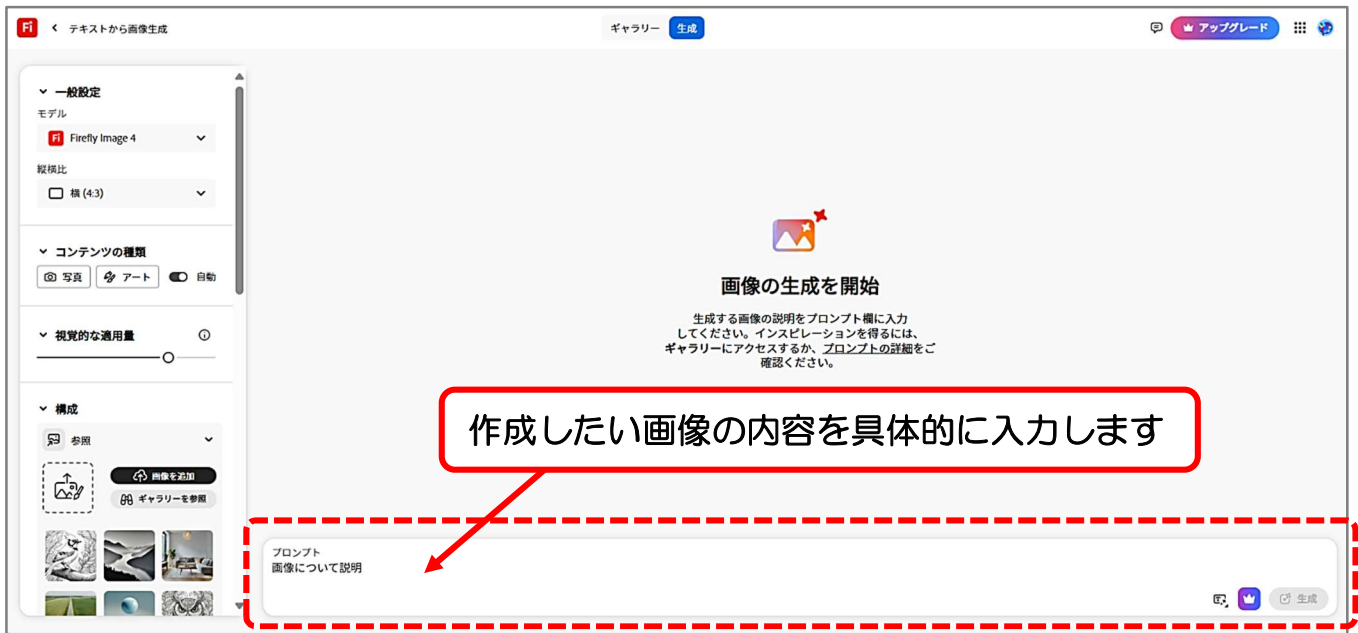 Fi
テキストから画像生成
ギャラリー
生成
アップグレード
一般設定
モデル
Fi Firefly Image 4
縦横比
横 (4:3)
コンテンツの種類
写真
アート
自動
視覚的な適用量
構成
参照
画像を追加
ギャラリーを参照
画像の生成を開始
生成する画像の説明をプロンプト欄に入力
してください。インスピレーションを得るには、
ギャラリーにアクセスするか、プロンプトの詳細をご
確認ください。
作成したい画像の内容を具体的に入力します
プロンプト
画像について説明
生成